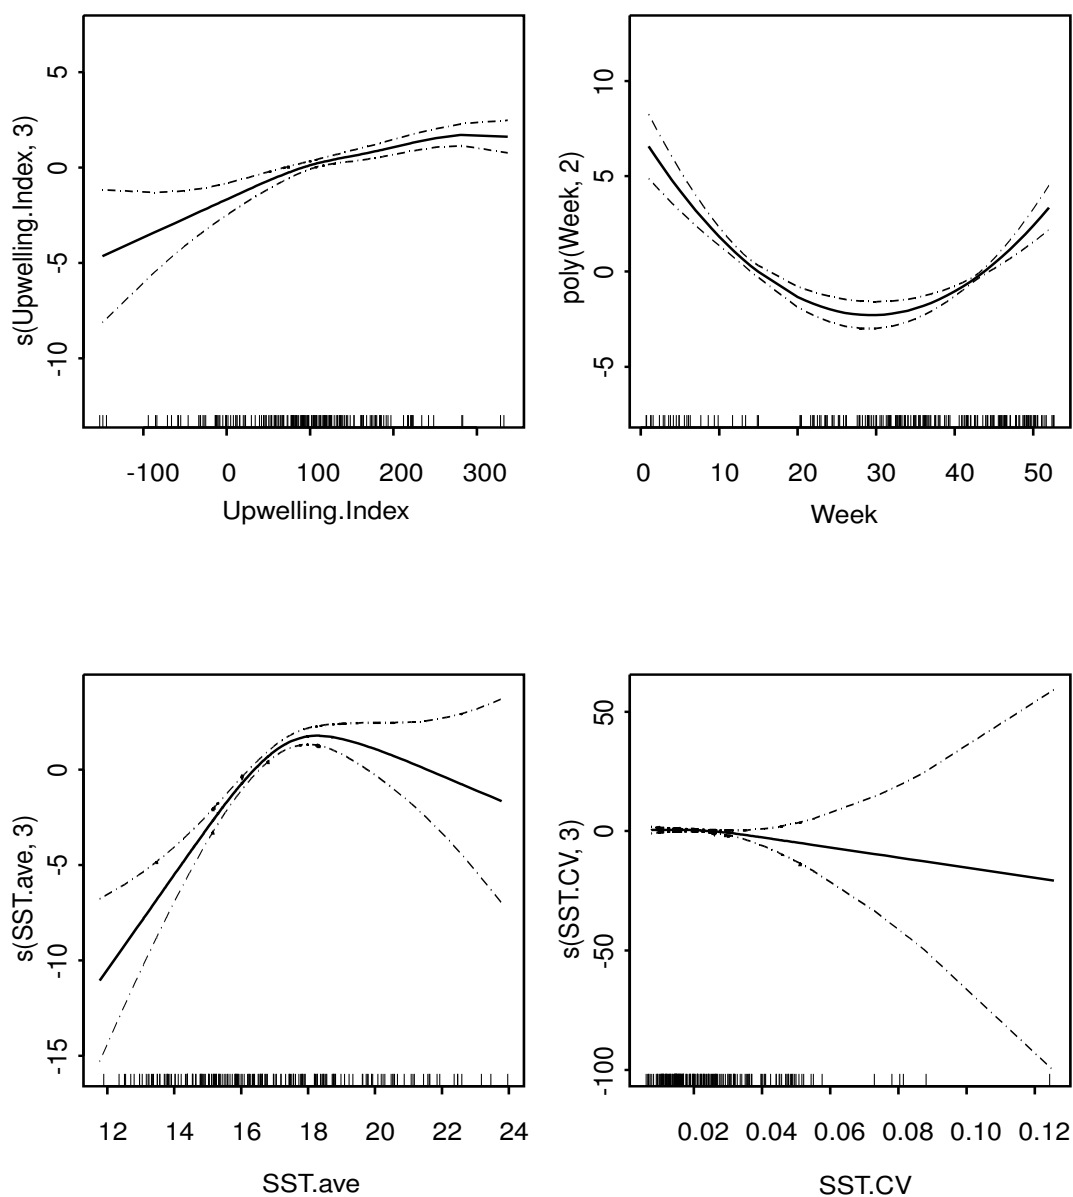 s(Upwelling.Index, 3)
5
0
-5
-10
-100 0 100 200 300
Upwelling.Index
poly(Week, 2)
10
5
0
-5
0 10 20 30 40 50
Week
s(SST.ave, 3)
0
-5
-10
-15
12 14 16 18 20 22 24
SST.ave
s(SST.CV, 3)
50
0
-50
-100
0.02 0.04 0.06 0.08 0.10 0.12
SST.CV